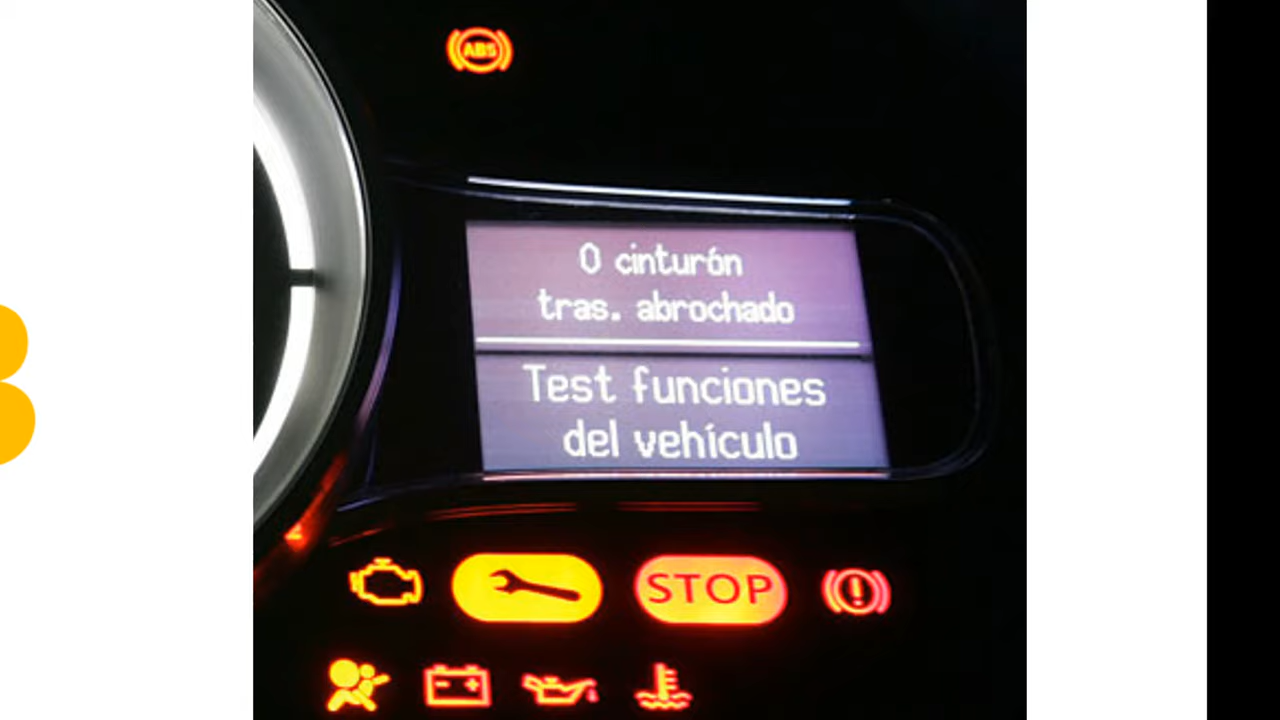 ABS
0 cinturón
tras. abrochado
Test funciones
del vehículo
STOP